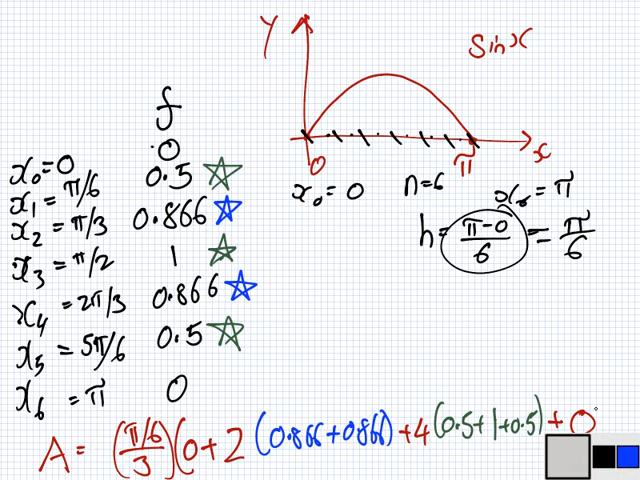 y
sin x
f
0
x
π
0
x₀ = 0
x₀ = 0
0.5
n=6
x₆ = π
x₁ = π/6
x₂ = π/3
0.866
h = (π-0)/6 = π/6
x₃ = π/2
1
x₄ = 2π/3
0.866
x₅ = 5π/6
0.5
x₆ = π
0
A = ((π/6)/3)(0 + 2(0.866+0.866) + 4(0.5+1+0.5) + 0